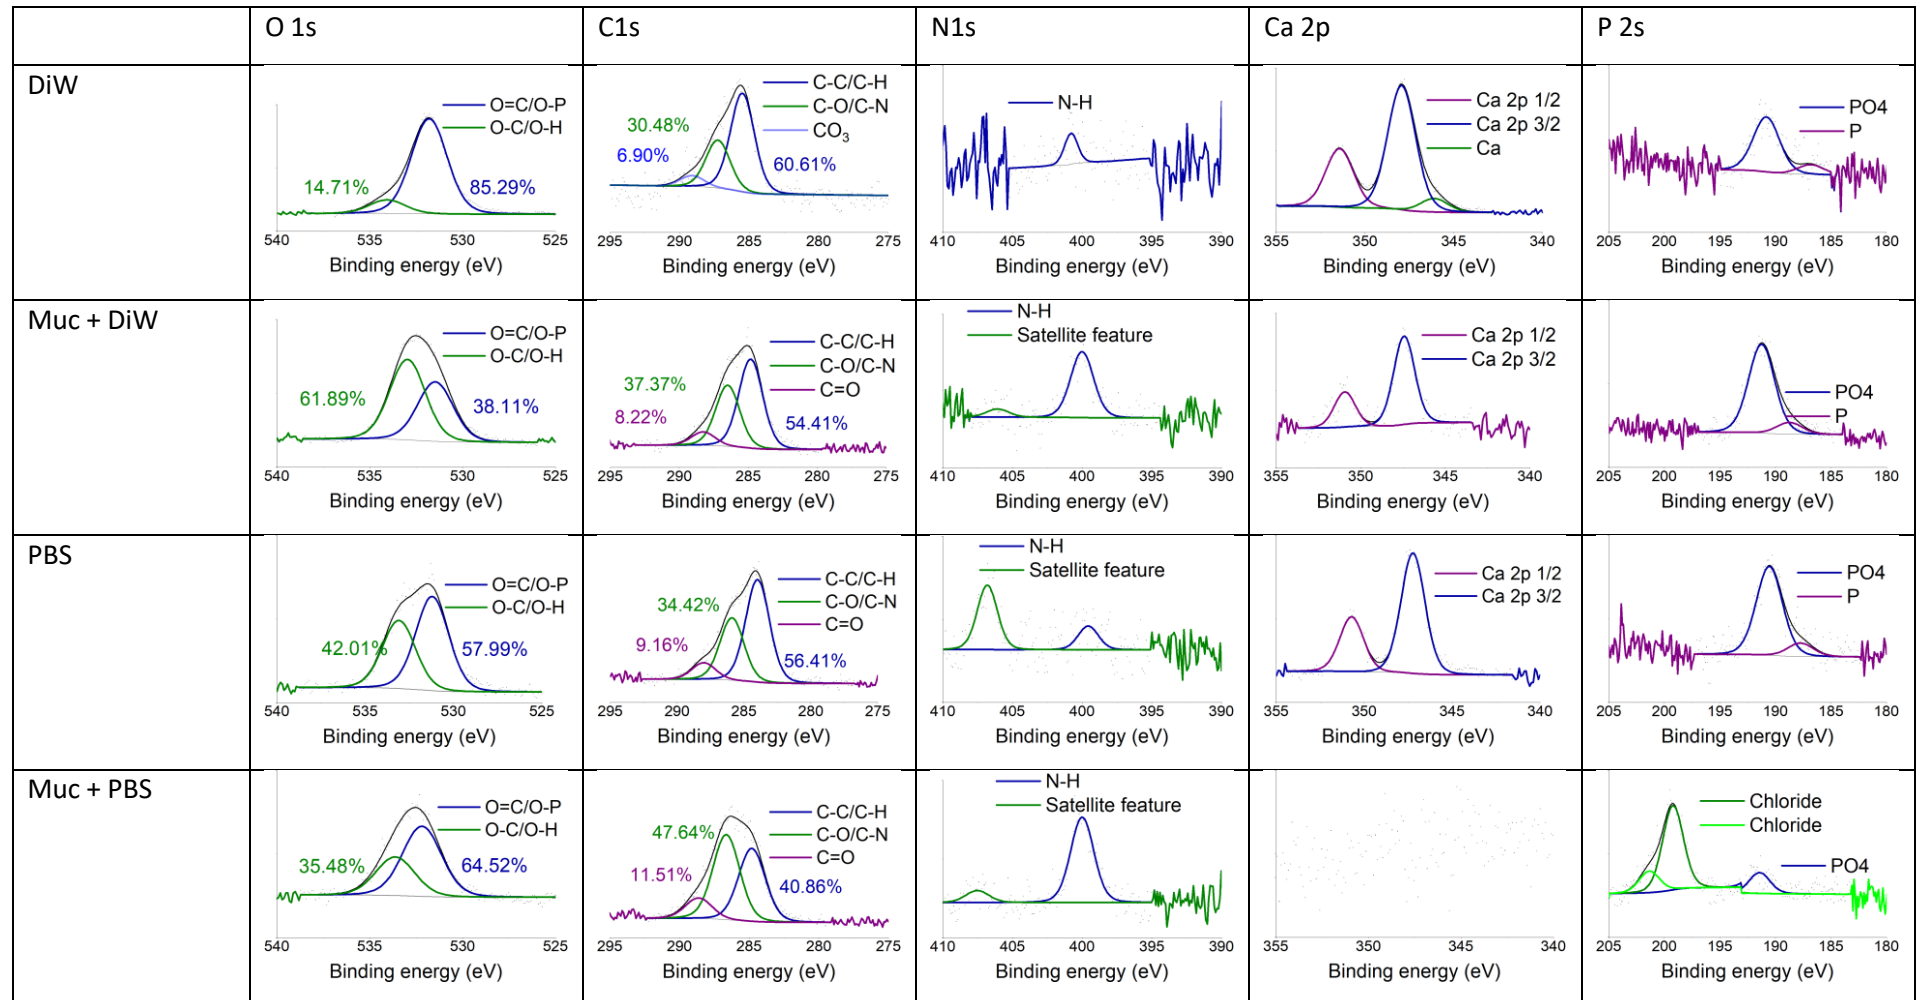 O 1s
C1s
N1s
Ca 2p
P 2s
DiW
O=C/O-P
O-C/O-H
14.71%
85.29%
540
535
530
525
Binding energy (eV)
C-C/C-H
C-O/C-N
CO3
30.48%
6.90%
60.61%
295
290
285
280
275
Binding energy (eV)
N-H
410
405
400
395
390
Binding energy (eV)
Ca 2p 1/2
Ca 2p 3/2
Ca
355
350
345
340
Binding energy (eV)
PO4
P
205
200
195
190
185
180
Binding energy (eV)
Muc + DiW
O=C/O-P
O-C/O-H
61.89%
38.11%
540
535
530
525
Binding energy (eV)
C-C/C-H
C-O/C-N
C=O
37.37%
8.22%
54.41%
295
290
285
280
275
Binding energy (eV)
N-H
Satellite feature
410
405
400
395
390
Binding energy (eV)
Ca 2p 1/2
Ca 2p 3/2
355
350
345
340
Binding energy (eV)
PO4
P
205
200
195
190
185
180
Binding energy (eV)
PBS
O=C/O-P
O-C/O-H
42.01%
57.99%
540
535
530
525
Binding energy (eV)
C-C/C-H
C-O/C-N
C=O
34.42%
9.16%
56.41%
295
290
285
280
275
Binding energy (eV)
N-H
Satellite feature
410
405
400
395
390
Binding energy (eV)
Ca 2p 1/2
Ca 2p 3/2
355
350
345
340
Binding energy (eV)
PO4
P
205
200
195
190
185
180
Binding energy (eV)
Muc + PBS
O=C/O-P
O-C/O-H
35.48%
64.52%
540
535
530
525
Binding energy (eV)
C-C/C-H
C-O/C-N
C=O
47.64%
11.51%
40.86%
295
290
285
280
275
Binding energy (eV)
N-H
Satellite feature
410
405
400
395
390
Binding energy (eV)
355
350
345
340
Binding energy (eV)
Chloride
Chloride
PO4
205
200
195
190
185
180
Binding energy (eV)